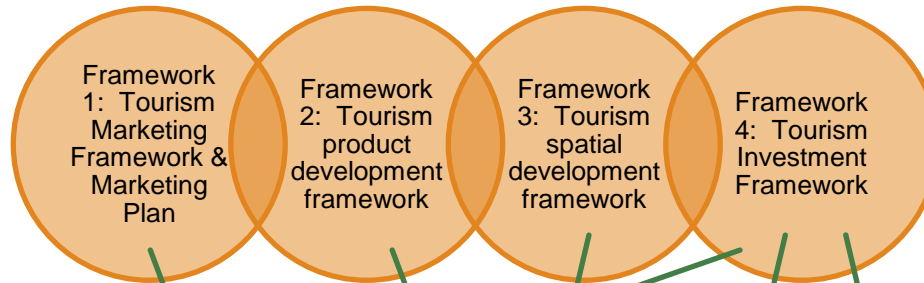 Framework
1: Tourism
Marketing
Framework &
Marketing
Plan
Framework
2: Tourism
product
development
framework
Framework
3: Tourism
spatial
development
framework
Framework
4: Tourism
Investment
Framework